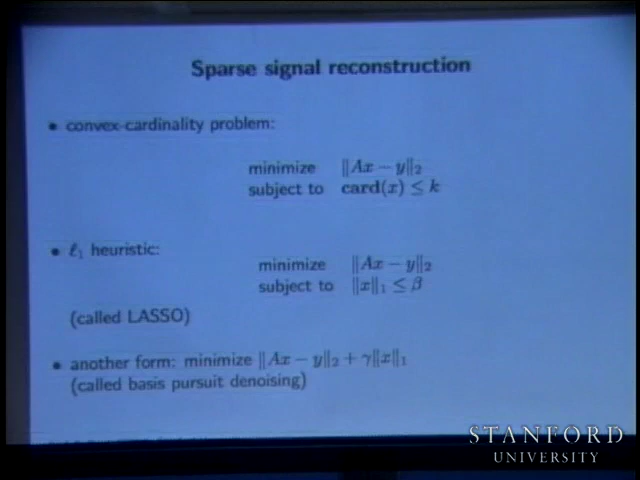 Sparse signal reconstruction
• convex-cardinality problem:
minimize ‖Ax − y‖₂
subject to card(x) ≤ k
• ℓ₁ heuristic:
minimize ‖Ax − y‖₂
subject to ‖x‖₁ ≤ β
(called LASSO)
• another form: minimize ‖Ax − y‖₂ + γ‖x‖₁
(called basis pursuit denoising)
STANFORD
UNIVERSITY